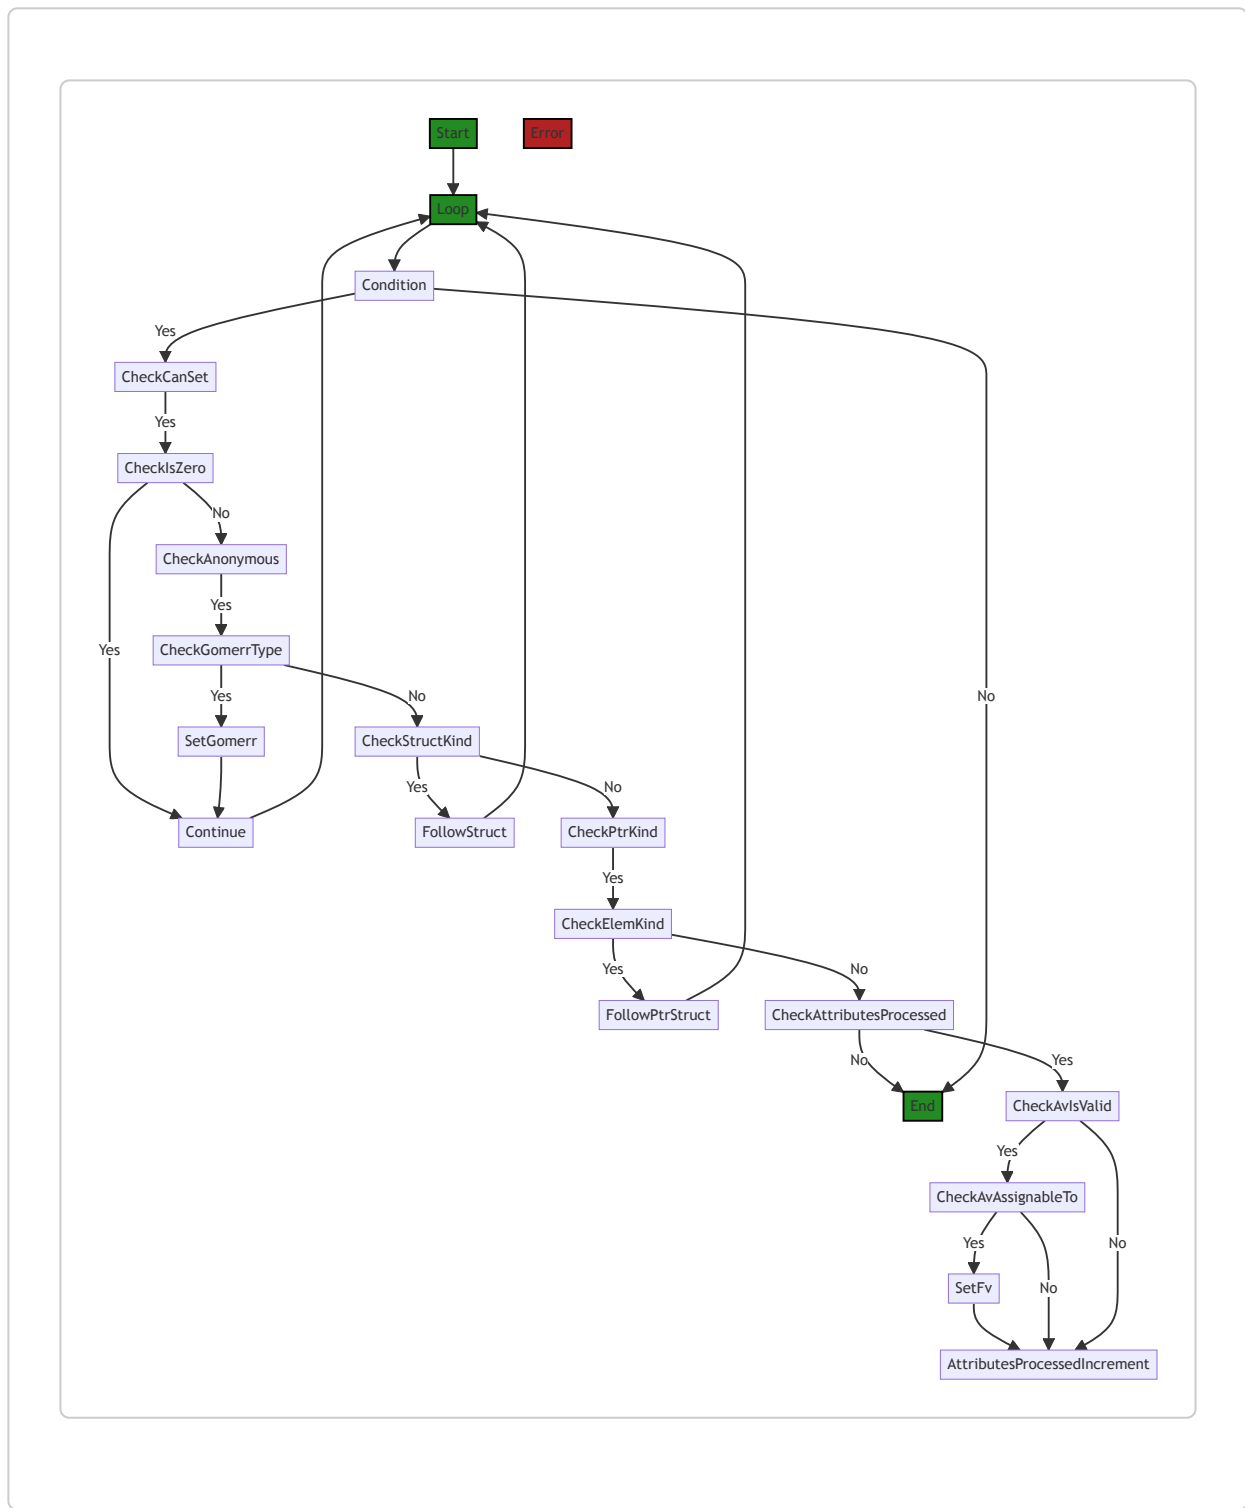 Start
Error
Loop
Condition
Yes
CheckCanSet
Yes
CheckIsZero
No
CheckAnonymous
Yes
Yes
CheckGomerrType
Yes
No
No
SetGomerr
CheckStructKind
Yes
No
Continue
FollowStruct
CheckPtrKind
Yes
CheckElemKind
Yes
No
FollowPtrStruct
CheckAttributesProcessed
No
Yes
End
CheckAvIsValid
Yes
CheckAvAssignableTo
Yes
No
SetFv
No
AttributesProcessedIncrement